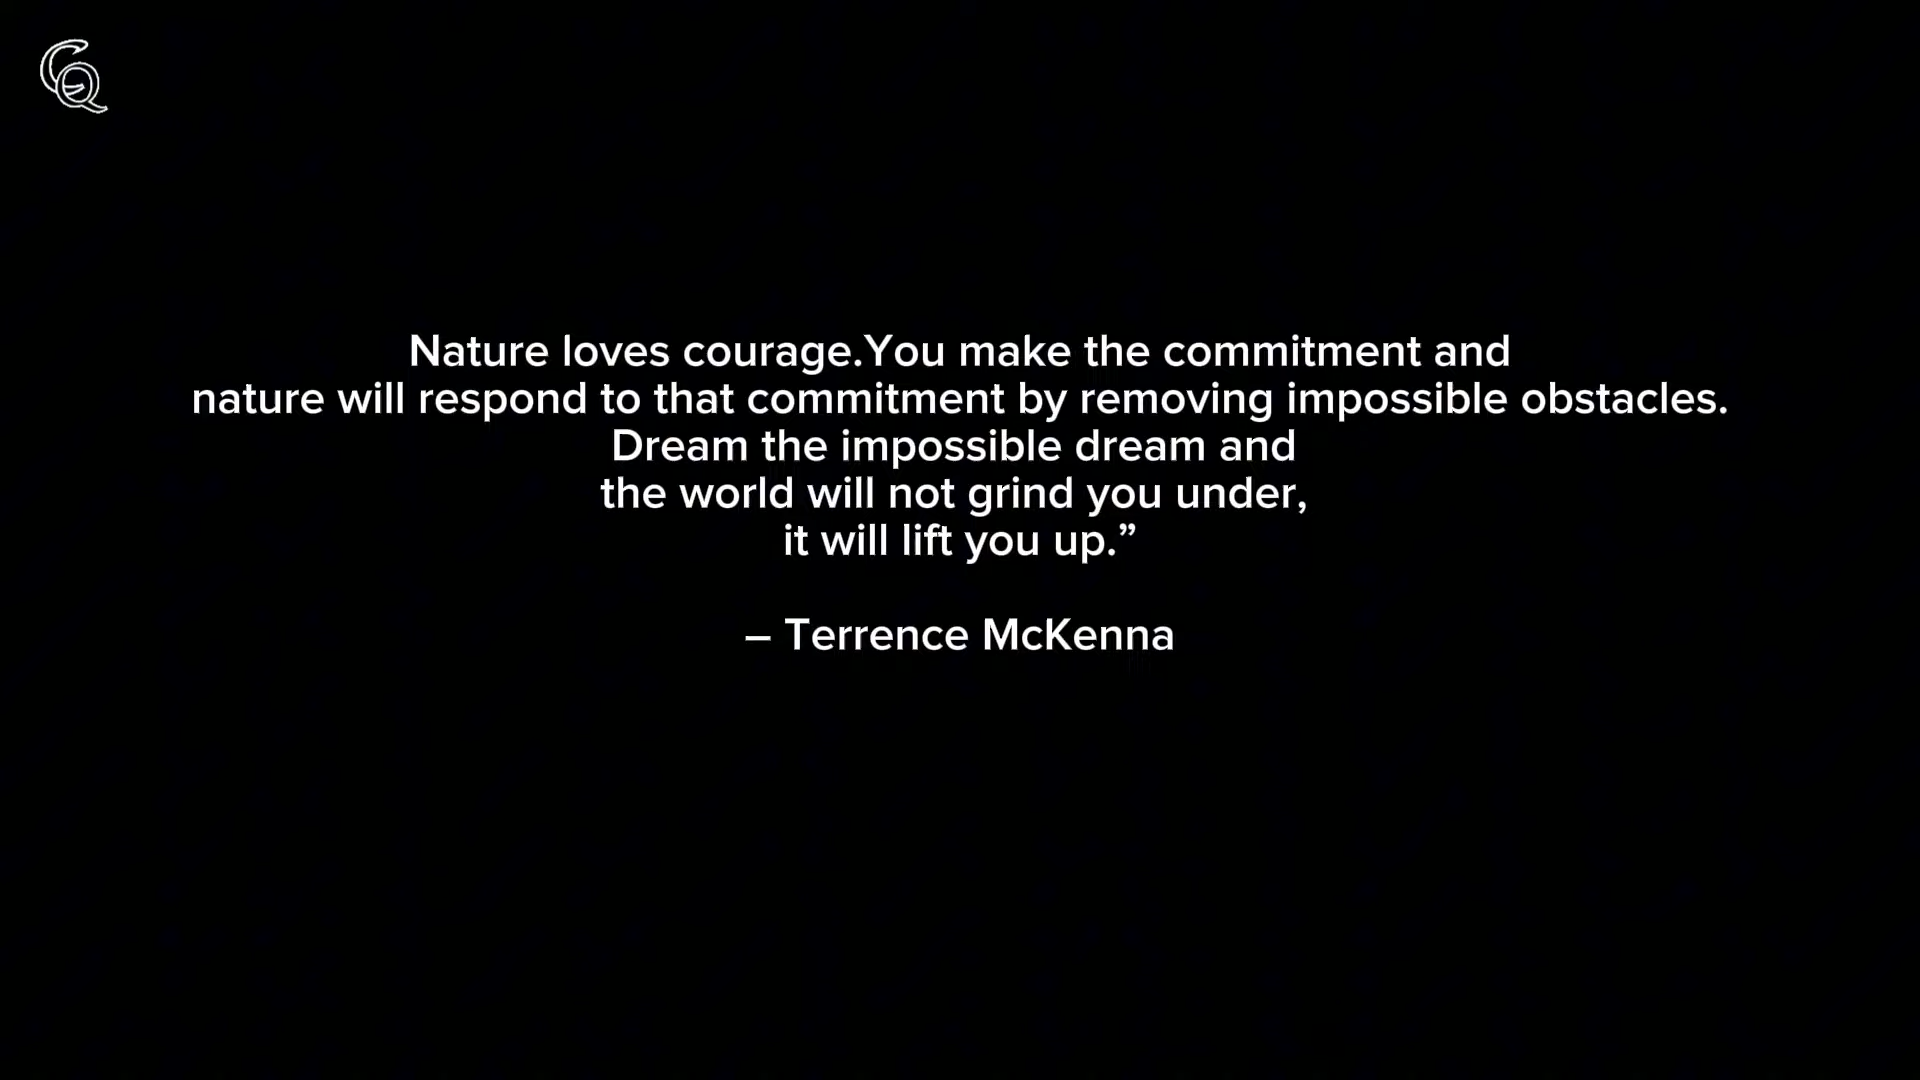 Nature loves courage.You make the commitment and
nature will respond to that commitment by removing impossible obstacles.
Dream the impossible dream and
the world will not grind you under,
it will lift you up.”
– Terrence McKenna